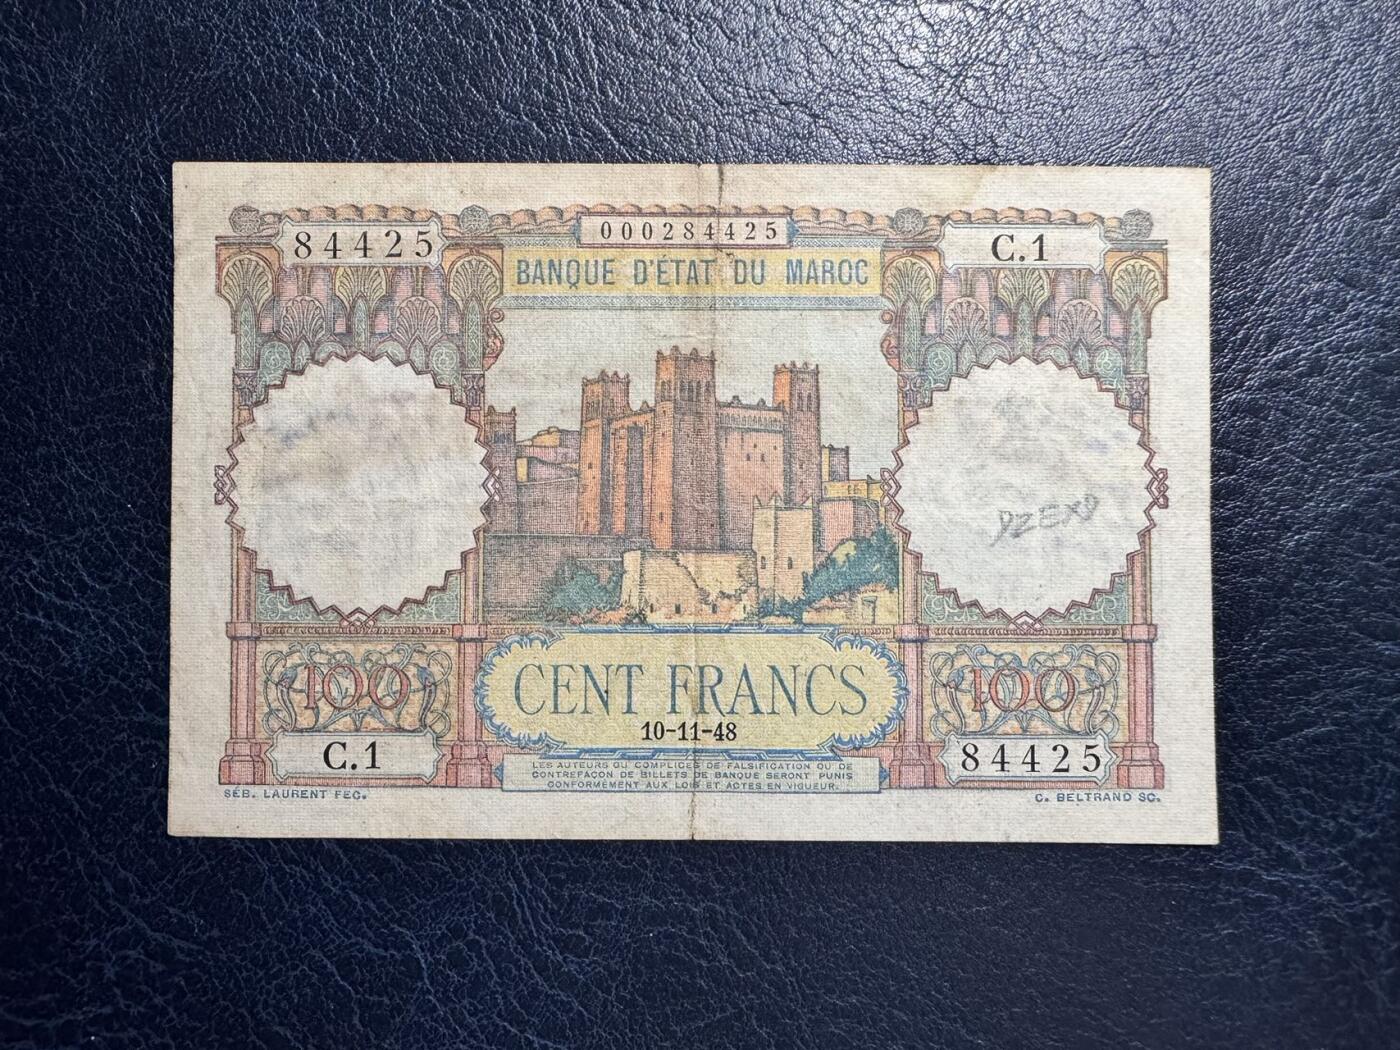 84425
000284425
C.1
BANQUE D'ÉTAT DU MAROC
DZEXD
100
100
CENT FRANCS
10-11-48
C.1
84425
LES AUTEURS OU COMPLICES DE FALSIFICATION OU DE
CONTREFAÇON DE BILLETS DE BANQUE SERONT PUNIS
CONFORMÉMENT AUX LOIS ET ACTES EN VIGUEUR.
SÉB. LAURENT FEC.
C. BELTRAND SC.